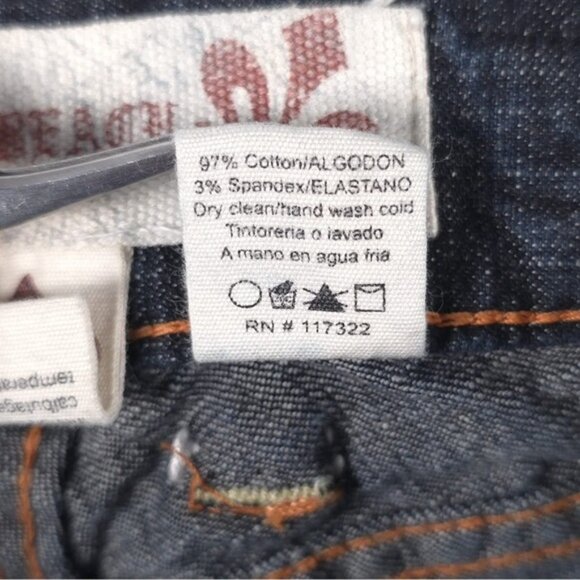 97% Cotton/ALGODON
3% Spandex/ELASTANO
Dry clean/hand wash cold
Tintoreria o lavado
A mano en agua fria
RN # 117322